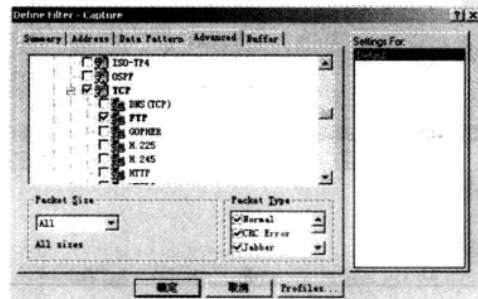 Define Filter - Capture
Summary | Address | Data Pattern | Advanced | Buffer
Settings For:
ISO-TP4
OSPF
TCP
DNS(TCP)
FTP
GOPHER
H.225
H.245
HTTP
Packet Size
All
All sizes
Packet Type
Normal
CRC Error
Jabber
确定
取消
Profiles...